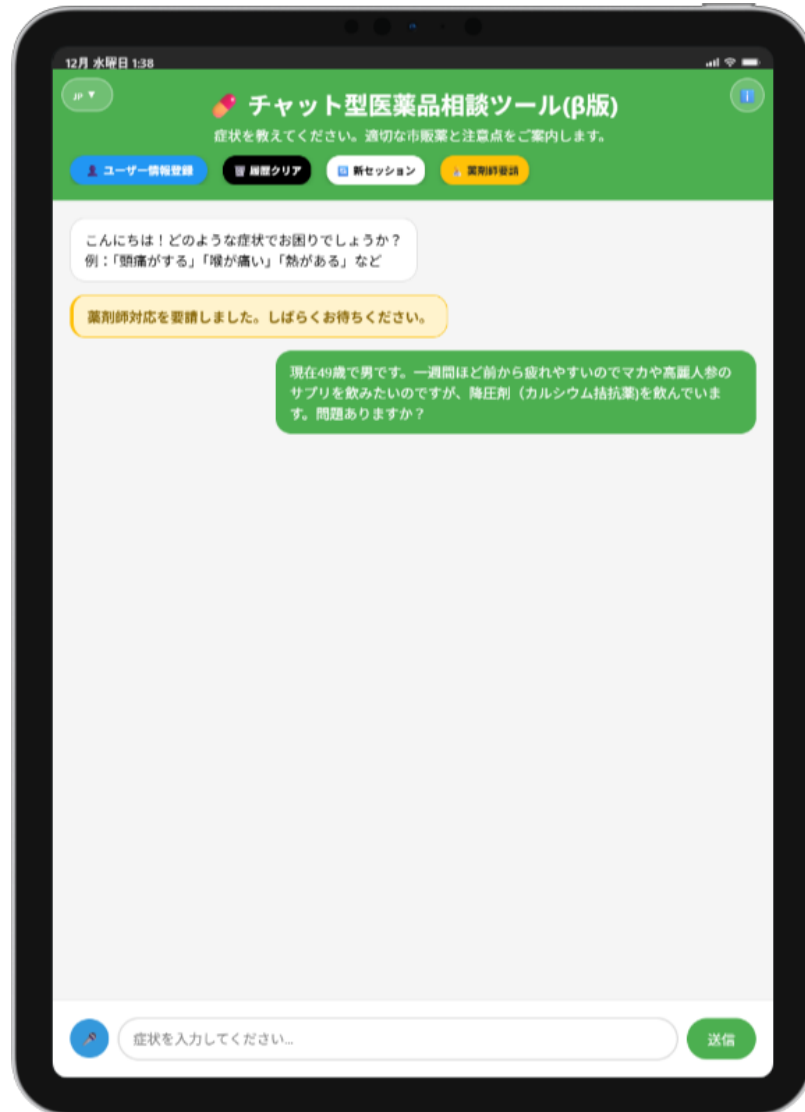 12月 水曜日 1:38
JP ▼
チャット型医薬品相談ツール(β版)
症状を教えてください。適切な市販薬と注意点をご案内します。
ユーザー情報登録
履歴クリア
新セッション
薬剤師要請
こんにちは！どのような症状でお困りでしょうか？
例：「頭痛がする」「喉が痛い」「熱がある」など
薬剤師対応を要請しました。しばらくお待ちください。
現在49歳で男です。一週間ほど前から疲れやすいのでマカや高麗人参の
サプリを飲みたいのですが、降圧剤（カルシウム拮抗薬)を飲んでいま
す。問題ありますか？
症状を入力してください...
送信